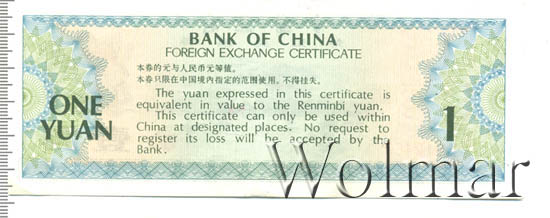 BANK OF CHINA
FOREIGN EXCHANGE CERTIFICATE
本券的元与人民币元等值。
本券只限在中国境内指定的范围使用。不得挂失。
ONE
YUAN
The yuan expressed in this certificate is
equivalent in value to the Renminbi yuan.
This certificate can only be used within
China at designated places. No request to
register its loss will be accepted by the
Bank.
1
Wolmar